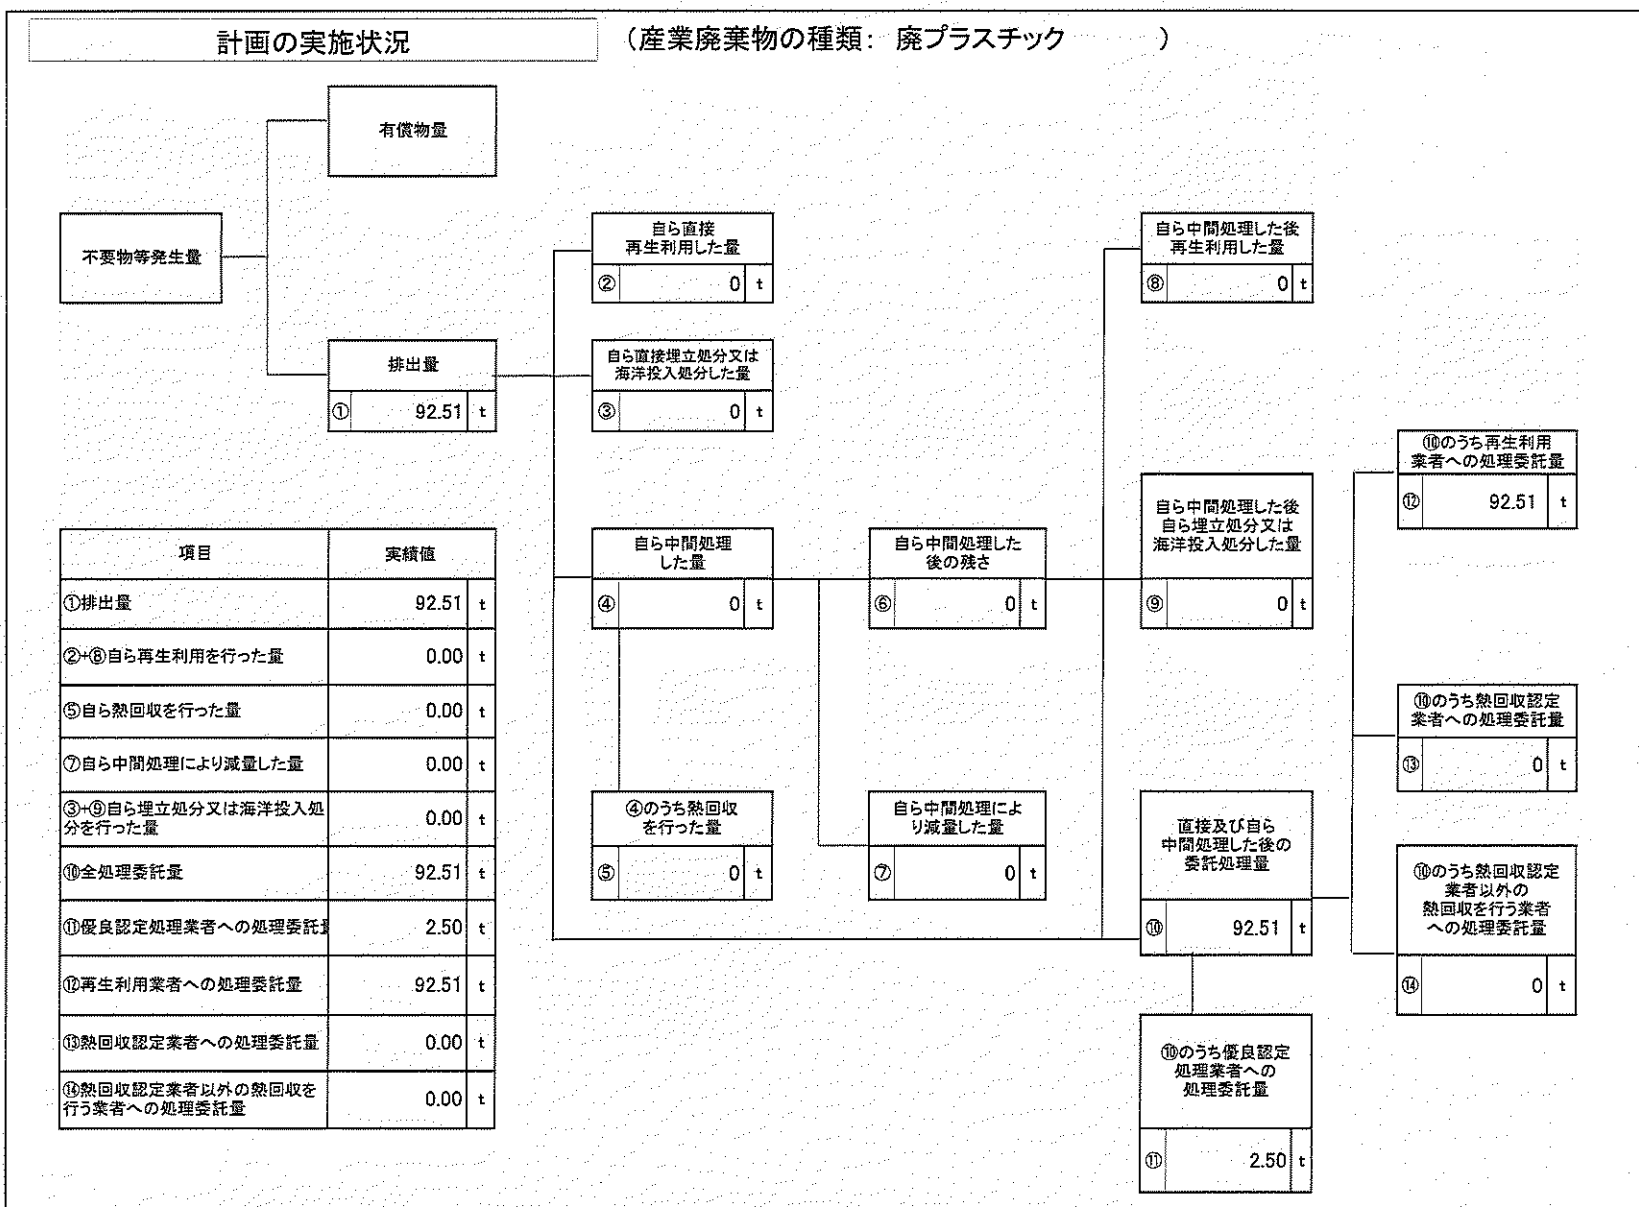 計画の実施状況
（産業廃棄物の種類： 廃プラスチック ）
有償物量
不要物等発生量
排出量
① 92.51 t
自ら直接
再生利用した量
② 0 t
自ら直接埋立処分又は
海洋投入処分した量
③ 0 t
自ら中間処理
した量
④ 0 t
④のうち熱回収
を行った量
⑤ 0 t
自ら中間処理した
後の残さ
⑥ 0 t
自ら中間処理によ
り減量した量
⑦ 0 t
自ら中間処理した後
再生利用した量
⑧ 0 t
自ら中間処理した後
自ら埋立処分又は
海洋投入処分した量
⑨ 0 t
直接及び自ら
中間処理した後の
委託処理量
⑩ 92.51 t
⑩のうち優良認定
処理業者への
処理委託量
⑪ 2.50 t
⑩のうち再生利用
業者への処理委託量
⑫ 92.51 t
⑩のうち熱回収認定
業者への処理委託量
⑬ 0 t
⑩のうち熱回収認定
業者以外の
熱回収を行う業者
への処理委託量
⑭ 0 t
項目 実績値
①排出量 92.51 t
②+⑧自ら再生利用を行った量 0.00 t
⑤自ら熱回収を行った量 0.00 t
⑦自ら中間処理により減量した量 0.00 t
③+⑨自ら埋立処分又は海洋投入処
分を行った量 0.00 t
⑩全処理委託量 92.51 t
⑪優良認定処理業者への処理委託量 2.50 t
⑫再生利用業者への処理委託量 92.51 t
⑬熱回収認定業者への処理委託量 0.00 t
⑭熱回収認定業者以外の熱回収を
行う業者への処理委託量 0.00 t